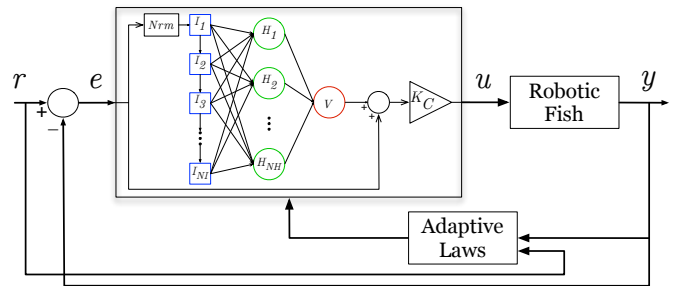 Nrm
I1
H1
I2
H2
I3
INI
HNH
V
KC
r
e
u
y
+
−
+
+
Robotic
Fish
Adaptive
Laws